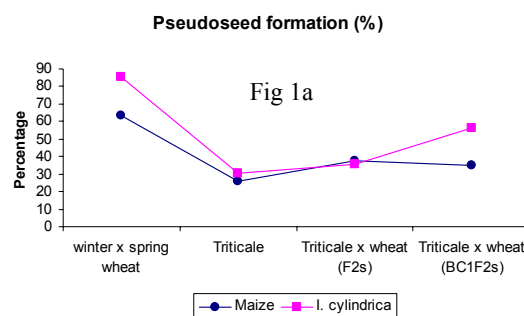 Pseudoseed formation (%)
Fig 1a
Percentage
90
80
70
60
50
40
30
20
10
0
winter x spring wheat
Triticale
Triticale x wheat (F2s)
Triticale x wheat (BC1F2s)
Maize
I. cylindrica